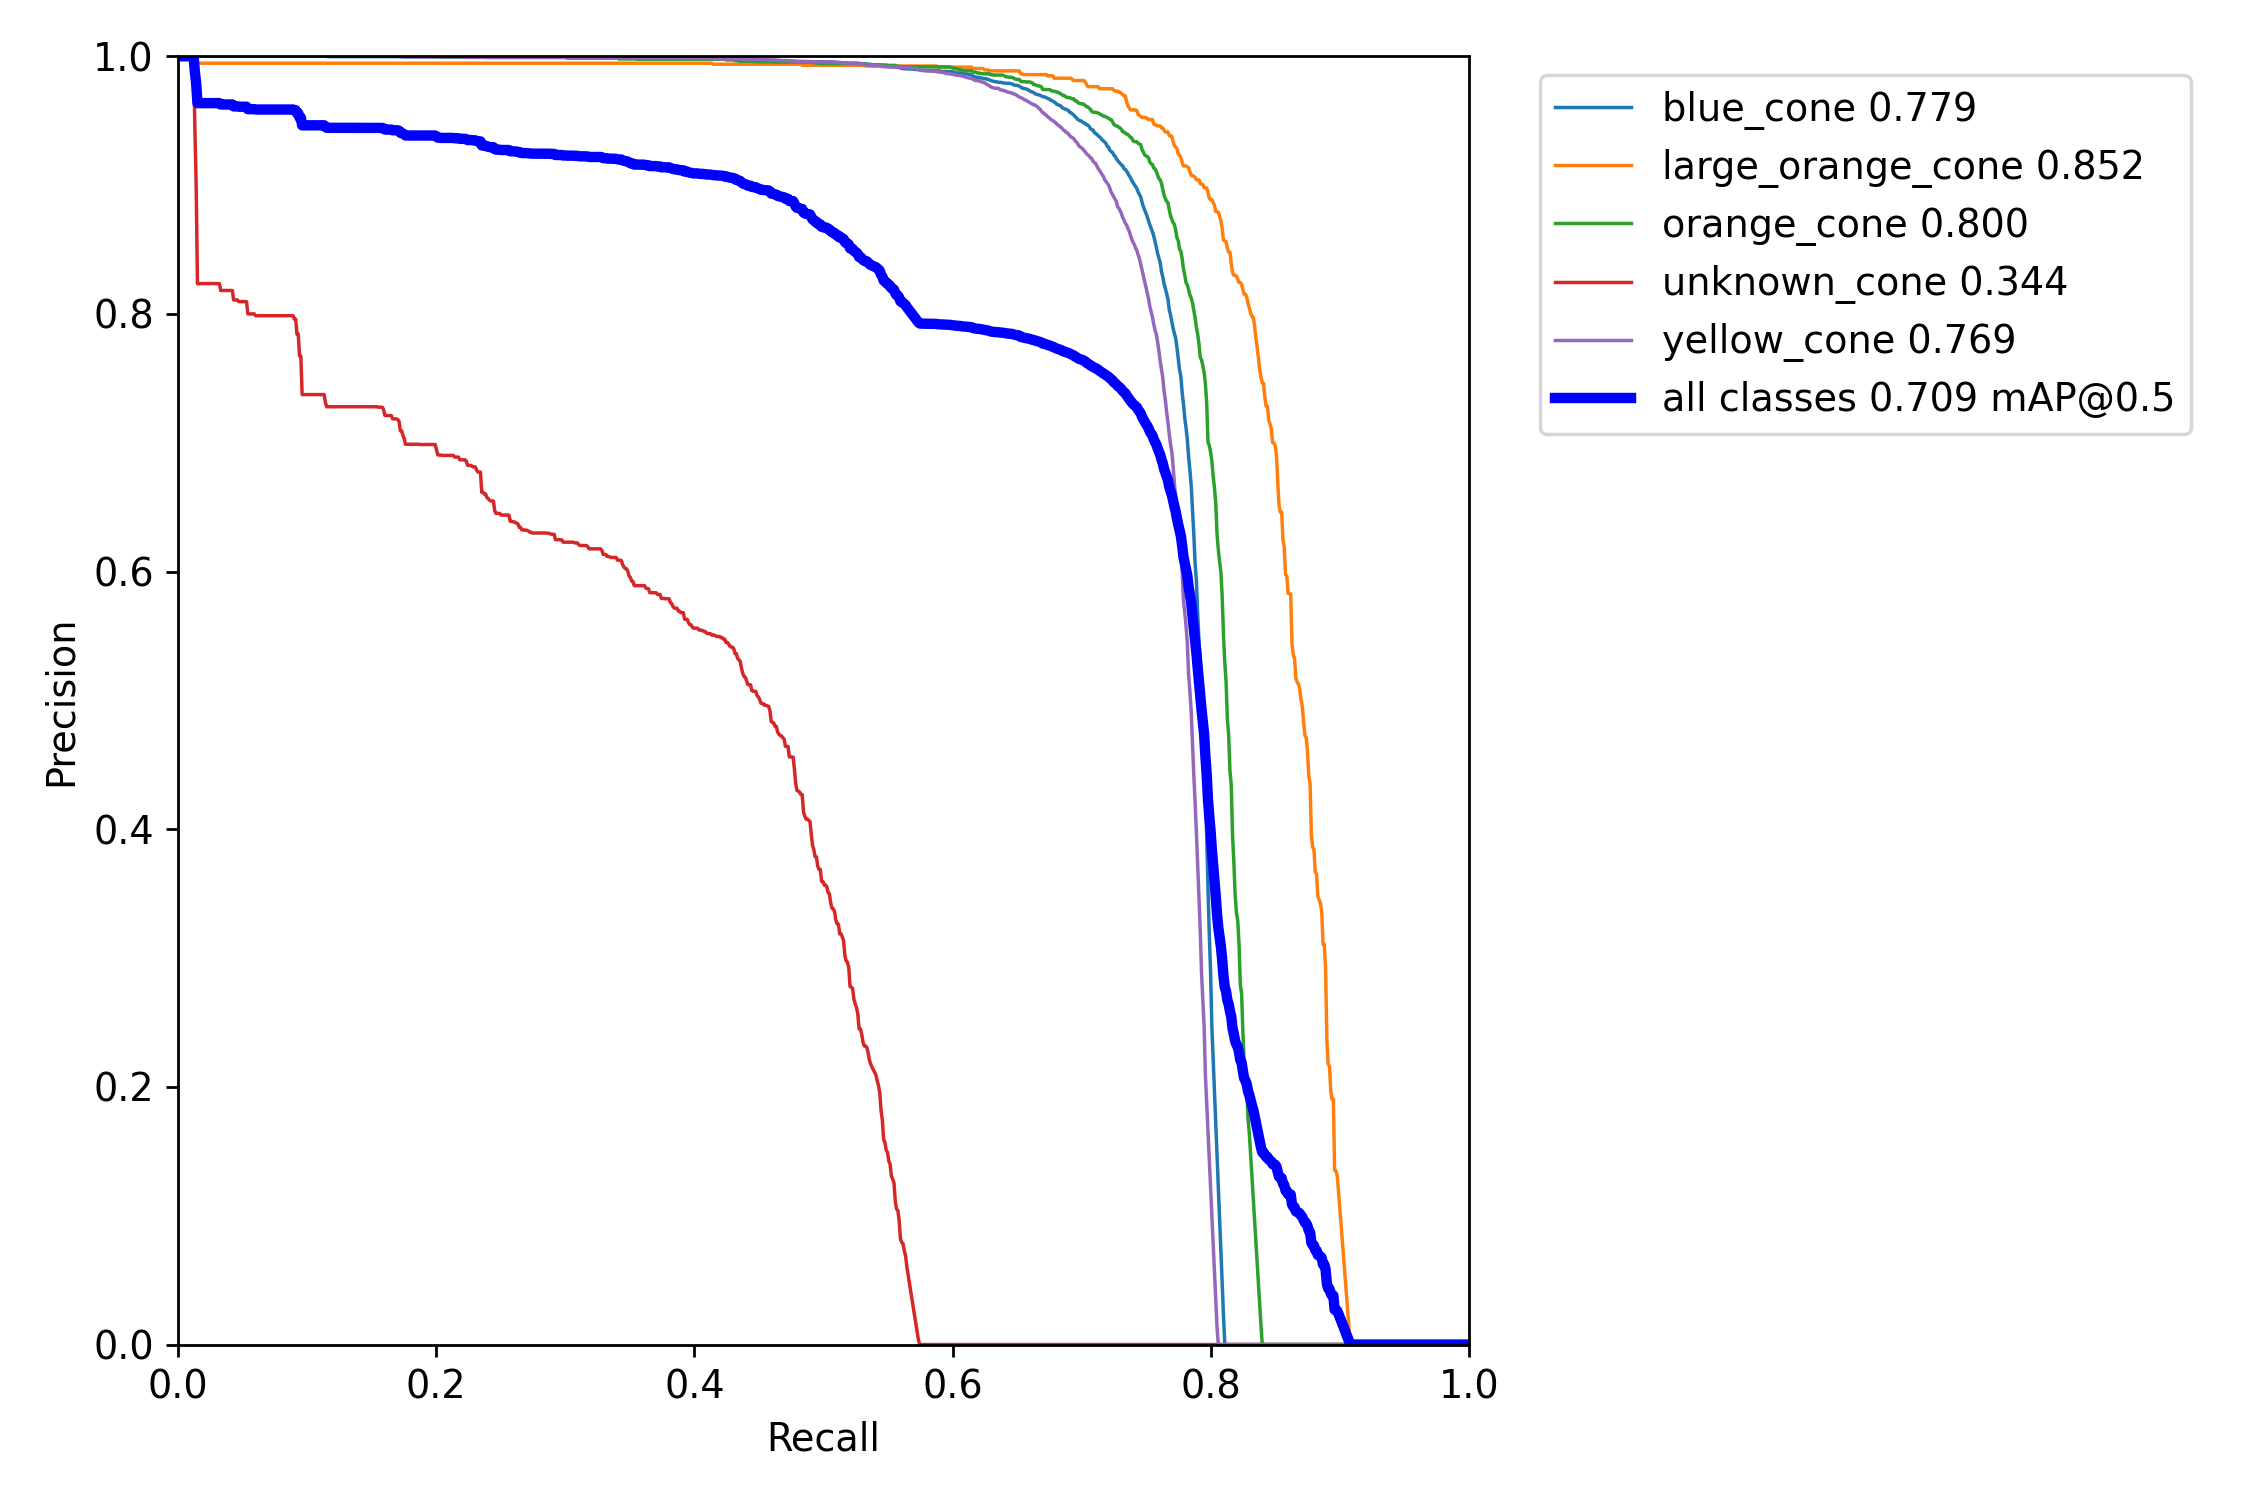 1.0
0.8
0.6
0.4
0.2
0.0
0.0 0.2 0.4 0.6 0.8 1.0
Precision
Recall
blue_cone 0.779
large_orange_cone 0.852
orange_cone 0.800
unknown_cone 0.344
yellow_cone 0.769
all classes 0.709 mAP@0.5